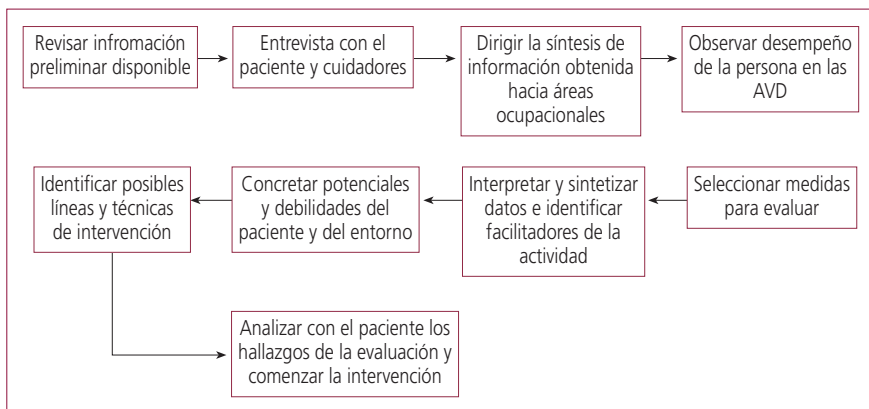 Revisar infromación
preliminar disponible
Entrevista con el
paciente y cuidadores
Dirigir la síntesis de
información obtenida
hacia áreas
ocupacionales
Observar desempeño
de la persona en las
AVD
Identificar posibles
líneas y técnicas
de intervención
Concretar potenciales
y debilidades del
paciente y del entorno
Interpretar y sintetizar
datos e identificar
facilitadores de la
actividad
Seleccionar medidas
para evaluar
Analizar con el paciente los
hallazgos de la evaluación y
comenzar la intervención